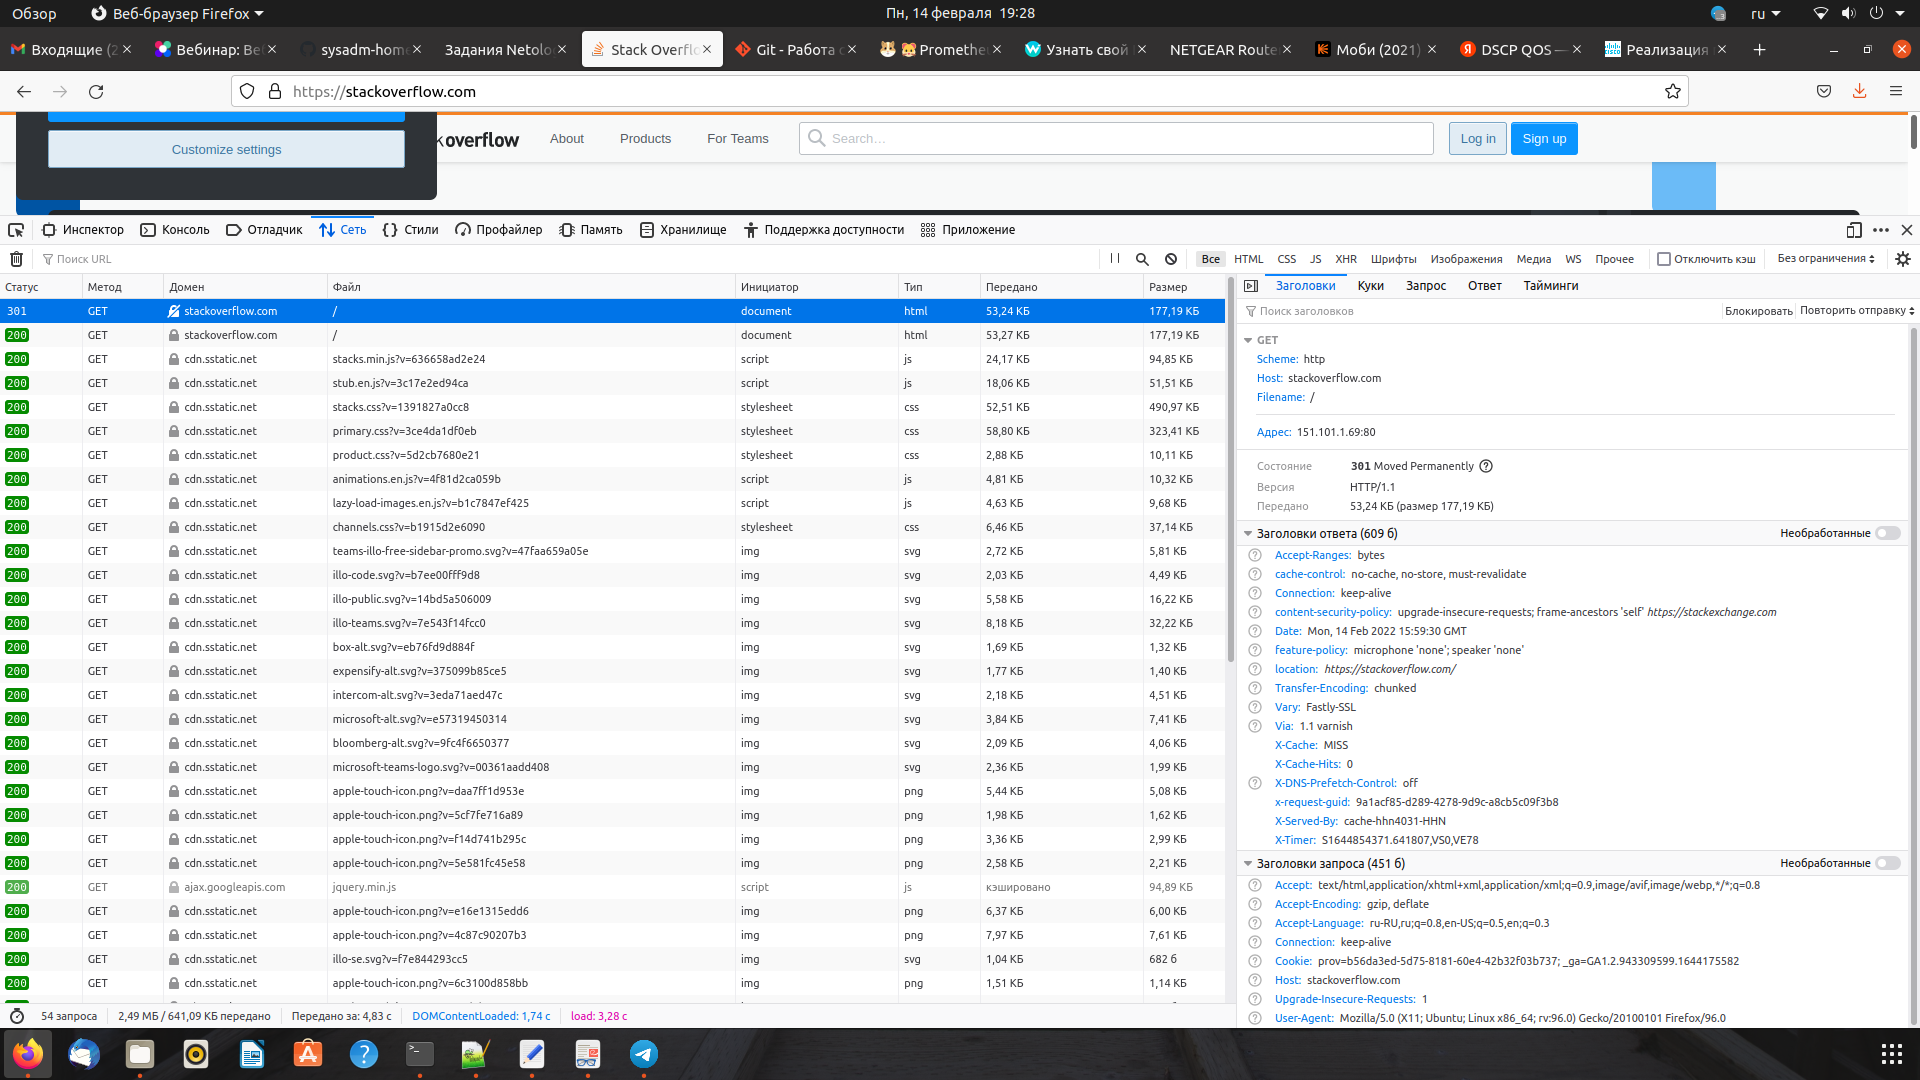 Обзор Веб-браузер Firefox Пн, 14 февраля 19:28 ru
Входящие (2 Вебинар: Ве sysadm-hom Задания Netolo Stack Overfl Git - Работа с Prometh Узнать свой NETGEAR Route Моби (2021) DSCP QOS — Реализация
https://stackoverflow.com
overflow About Products For Teams Search… Log in Sign up
Customize settings
Инспектор Консоль Отладчик Сеть Стили Профайлер Память Хранилище Поддержка доступности Приложение
Поиск URL Все HTML CSS JS XHR Шрифты Изображения Медиа WS Прочее Отключить кэш Без ограничения
Статус Метод Домен Файл Инициатор Тип Передано Размер
301 GET stackoverflow.com / document html 53,24 КБ 177,19 КБ
200 GET stackoverflow.com / document html 53,27 КБ 177,19 КБ
200 GET cdn.sstatic.net stacks.min.js?v=636658ad2e24 script js 24,17 КБ 94,85 КБ
200 GET cdn.sstatic.net stub.en.js?v=3c17e2ed94ca script js 18,06 КБ 51,51 КБ
200 GET cdn.sstatic.net stacks.css?v=1391827a0cc8 stylesheet css 52,51 КБ 490,97 КБ
200 GET cdn.sstatic.net primary.css?v=3ce4da1df0eb stylesheet css 58,80 КБ 323,41 КБ
200 GET cdn.sstatic.net product.css?v=5d2cb7680e21 stylesheet css 2,88 КБ 10,11 КБ
200 GET cdn.sstatic.net animations.en.js?v=4f81d2ca059b script js 4,81 КБ 10,32 КБ
200 GET cdn.sstatic.net lazy-load-images.en.js?v=b1c7847ef425 script js 4,63 КБ 9,68 КБ
200 GET cdn.sstatic.net channels.css?v=b1915d2e6090 stylesheet css 6,46 КБ 37,14 КБ
200 GET cdn.sstatic.net teams-illo-free-sidebar-promo.svg?v=47faa659a05e img svg 2,72 КБ 5,81 КБ
200 GET cdn.sstatic.net illo-code.svg?v=b7ee00fff9d8 img svg 2,03 КБ 4,49 КБ
200 GET cdn.sstatic.net illo-public.svg?v=14bd5a506009 img svg 5,58 КБ 16,22 КБ
200 GET cdn.sstatic.net illo-teams.svg?v=7e543f14fcc0 img svg 8,18 КБ 32,22 КБ
200 GET cdn.sstatic.net box-alt.svg?v=eb76fd9d884f img svg 1,69 КБ 1,32 КБ
200 GET cdn.sstatic.net expensify-alt.svg?v=375099b85ce5 img svg 1,77 КБ 1,40 КБ
200 GET cdn.sstatic.net intercom-alt.svg?v=3eda71aed47c img svg 2,18 КБ 4,51 КБ
200 GET cdn.sstatic.net microsoft-alt.svg?v=e57319450314 img svg 3,84 КБ 7,41 КБ
200 GET cdn.sstatic.net bloomberg-alt.svg?v=9fc4f6650377 img svg 2,09 КБ 4,06 КБ
200 GET cdn.sstatic.net microsoft-teams-logo.svg?v=00361aadd408 img svg 2,36 КБ 1,99 КБ
200 GET cdn.sstatic.net apple-touch-icon.png?v=daa7ff1d953e img png 5,44 КБ 5,08 КБ
200 GET cdn.sstatic.net apple-touch-icon.png?v=5cf7fe716a89 img png 1,98 КБ 1,62 КБ
200 GET cdn.sstatic.net apple-touch-icon.png?v=f14d741b295c img png 3,36 КБ 2,99 КБ
200 GET cdn.sstatic.net apple-touch-icon.png?v=5e581fc45e58 img png 2,58 КБ 2,21 КБ
200 GET ajax.googleapis.com jquery.min.js script js кэшировано 94,89 КБ
200 GET cdn.sstatic.net apple-touch-icon.png?v=e16e1315edd6 img png 6,37 КБ 6,00 КБ
200 GET cdn.sstatic.net apple-touch-icon.png?v=4c87c90207b3 img png 7,97 КБ 7,61 КБ
200 GET cdn.sstatic.net illo-se.svg?v=f7e844293cc5 img svg 1,04 КБ 682 б
200 GET cdn.sstatic.net apple-touch-icon.png?v=6c3100d858bb img png 1,51 КБ 1,14 КБ
54 запроса 2,49 МБ / 641,09 КБ передано Передано за: 4,83 с DOMContentLoaded: 1,74 с load: 3,28 с
Заголовки Куки Запрос Ответ Тайминги
Поиск заголовков Блокировать Повторить отправку
GET
Scheme: http
Host: stackoverflow.com
Filename: /
Адрес: 151.101.1.69:80
Состояние 301 Moved Permanently
Версия HTTP/1.1
Передано 53,24 КБ (размер 177,19 КБ)
Заголовки ответа (609 б) Необработанные
Accept-Ranges: bytes
cache-control: no-cache, no-store, must-revalidate
Connection: keep-alive
content-security-policy: upgrade-insecure-requests; frame-ancestors 'self' https://stackexchange.com
Date: Mon, 14 Feb 2022 15:59:30 GMT
feature-policy: microphone 'none'; speaker 'none'
location: https://stackoverflow.com/
Transfer-Encoding: chunked
Vary: Fastly-SSL
Via: 1.1 varnish
X-Cache: MISS
X-Cache-Hits: 0
X-DNS-Prefetch-Control: off
x-request-guid: 9a1acf85-d289-4278-9d9c-a8cb5c09f3b8
X-Served-By: cache-hhn4031-HHN
X-Timer: S1644854371.641807,VS0,VE78
Заголовки запроса (451 б) Необработанные
Accept: text/html,application/xhtml+xml,application/xml;q=0.9,image/avif,image/webp,*/*;q=0.8
Accept-Encoding: gzip, deflate
Accept-Language: ru-RU,ru;q=0.8,en-US;q=0.5,en;q=0.3
Connection: keep-alive
Cookie: prov=b56da3ed-5d75-8181-60e4-42b32f03b737; _ga=GA1.2.943309599.1644175582
Host: stackoverflow.com
Upgrade-Insecure-Requests: 1
User-Agent: Mozilla/5.0 (X11; Ubuntu; Linux x86_64; rv:96.0) Gecko/20100101 Firefox/96.0